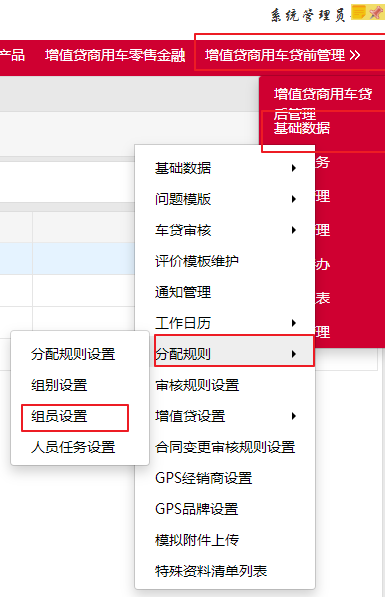 系统管理员
产品 增值贷商用车零售金融 增值贷商用车贷前管理
增值贷商用车贷
后管理
基础数据
务
理
理
办
表
理
基础数据
问题模版
车贷审核
评价模板维护
通知管理
工作日历
分配规则
审核规则设置
增值贷设置
合同变更审核规则设置
GPS经销商设置
GPS品牌设置
模拟附件上传
特殊资料清单列表
分配规则设置
组别设置
组员设置
人员任务设置